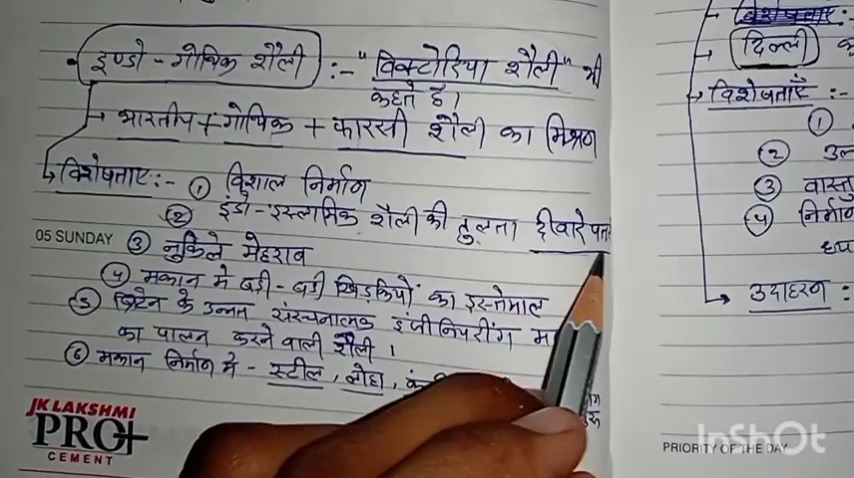 इण्डो - गोथिक शैली :- "विक्टोरिया शैली" भी
कहते है।
→ भारतीय + गोथिक + फारसी शैली का मिश्रण
विशेषताए :- ① विशाल निर्माण
② इंडो - इस्लामिक शैली की तुलना दीवारे
05 SUNDAY
③ नुकिले मेहराब
④ मकान मे बड़ी - बड़ी खिड़कियों का इस्तेमाल
⑤ ब्रिटेन के उन्नत संरचनात्मक इंजीनियरींग
का पालन करने वाली शैली ।
⑥ मकान निर्माण मे - स्टील, लोहा,
JK LAKSHMI
PRO+
CEMENT
विशेषताए :-
दिल्ली
विशेषताएँ :-
①
②
③ वास्तु
④ निर्माण
उदाहरण :
PRIORITY OF THE DAY
InShOt